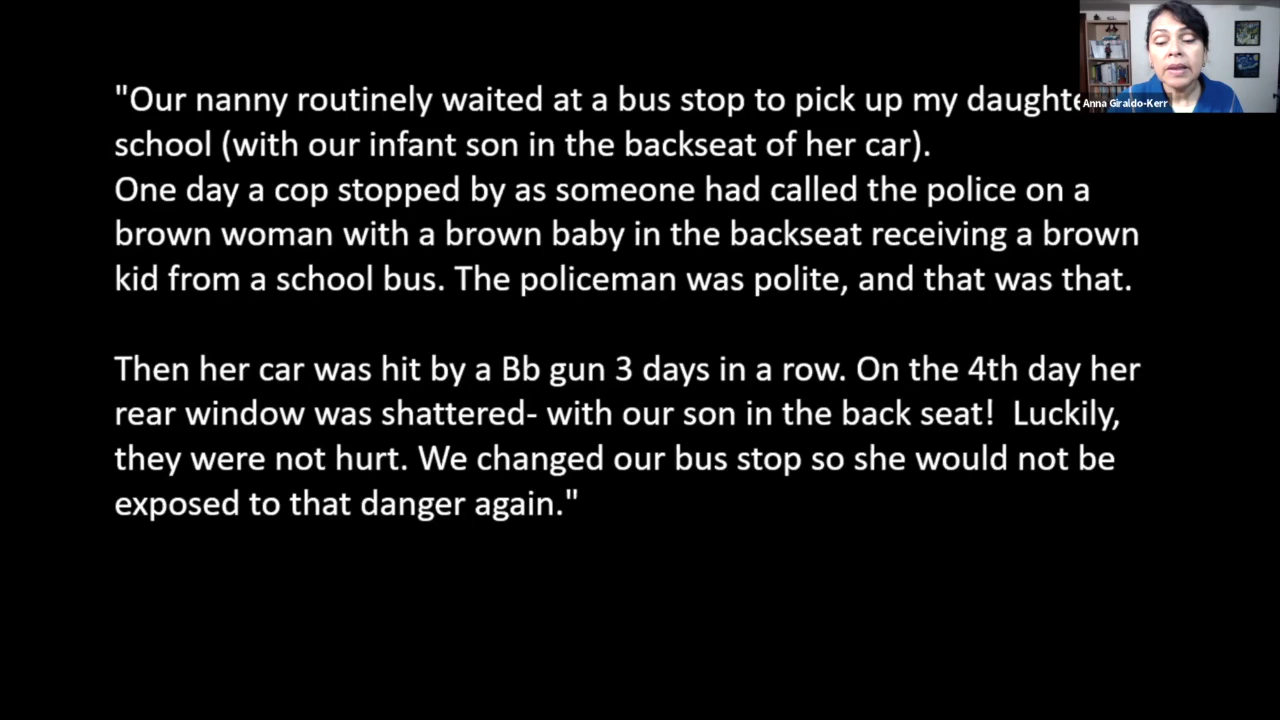 "Our nanny routinely waited at a bus stop to pick up my
school (with our infant son in the backseat of her car).
One day a cop stopped by as someone had called the police on a
brown woman with a brown baby in the backseat receiving a brown
kid from a school bus. The policeman was polite, and that was that.
Then her car was hit by a Bb gun 3 days in a row. On the 4th day her
rear window was shattered- with our son in the back seat!  Luckily,
they were not hurt. We changed our bus stop so she would not be
exposed to that danger again."
Anna Giraldo-Kerr